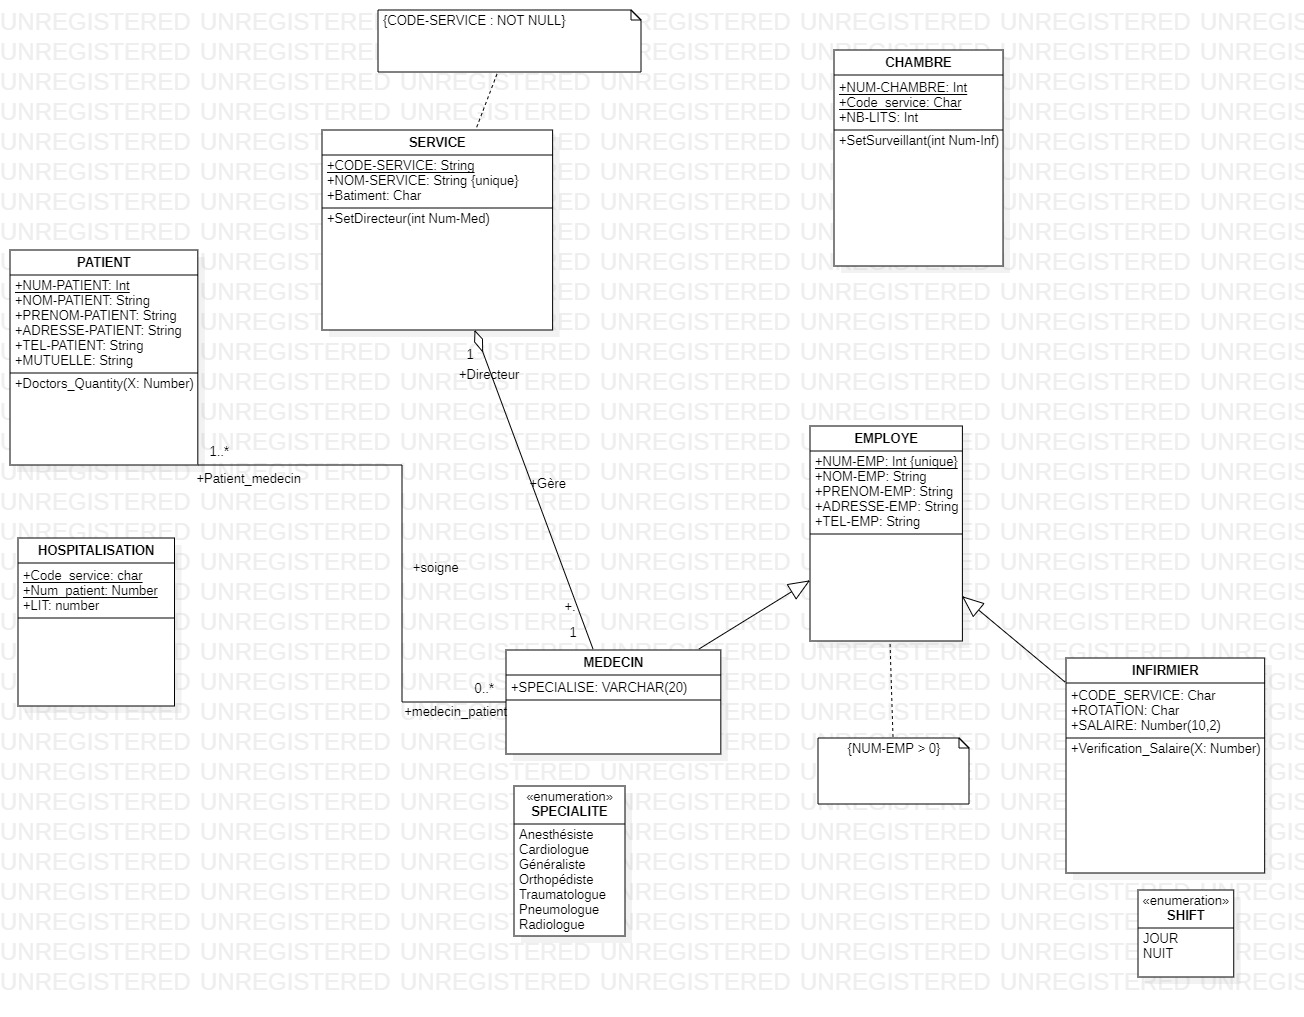 {CODE-SERVICE : NOT NULL}
CHAMBRE
+NUM-CHAMBRE: Int
+Code_service: Char
+NB-LITS: Int
+SetSurveillant(int Num-Inf)
SERVICE
+CODE-SERVICE: String
+NOM-SERVICE: String {unique}
+Batiment: Char
+SetDirecteur(int Num-Med)
PATIENT
+NUM-PATIENT: Int
+NOM-PATIENT: String
+PRENOM-PATIENT: String
+ADRESSE-PATIENT: String
+TEL-PATIENT: String
+MUTUELLE: String
+Doctors_Quantity(X: Number)
1
+Directeur
1..*
+Patient_medecin
+Gère
EMPLOYE
+NUM-EMP: Int {unique}
+NOM-EMP: String
+PRENOM-EMP: String
+ADRESSE-EMP: String
+TEL-EMP: String
HOSPITALISATION
+Code_service: char
+Num_patient: Number
+LIT: number
+soigne
+.
1
MEDECIN
+SPECIALISE: VARCHAR(20)
0..*
+medecin_patient
INFIRMIER
+CODE_SERVICE: Char
+ROTATION: Char
+SALAIRE: Number(10,2)
+Verification_Salaire(X: Number)
{NUM-EMP > 0}
«enumeration»
SPECIALITE
Anesthésiste
Cardiologue
Généraliste
Orthopédiste
Traumatologue
Pneumologue
Radiologue
«enumeration»
SHIFT
JOUR
NUIT
UNREGISTERED